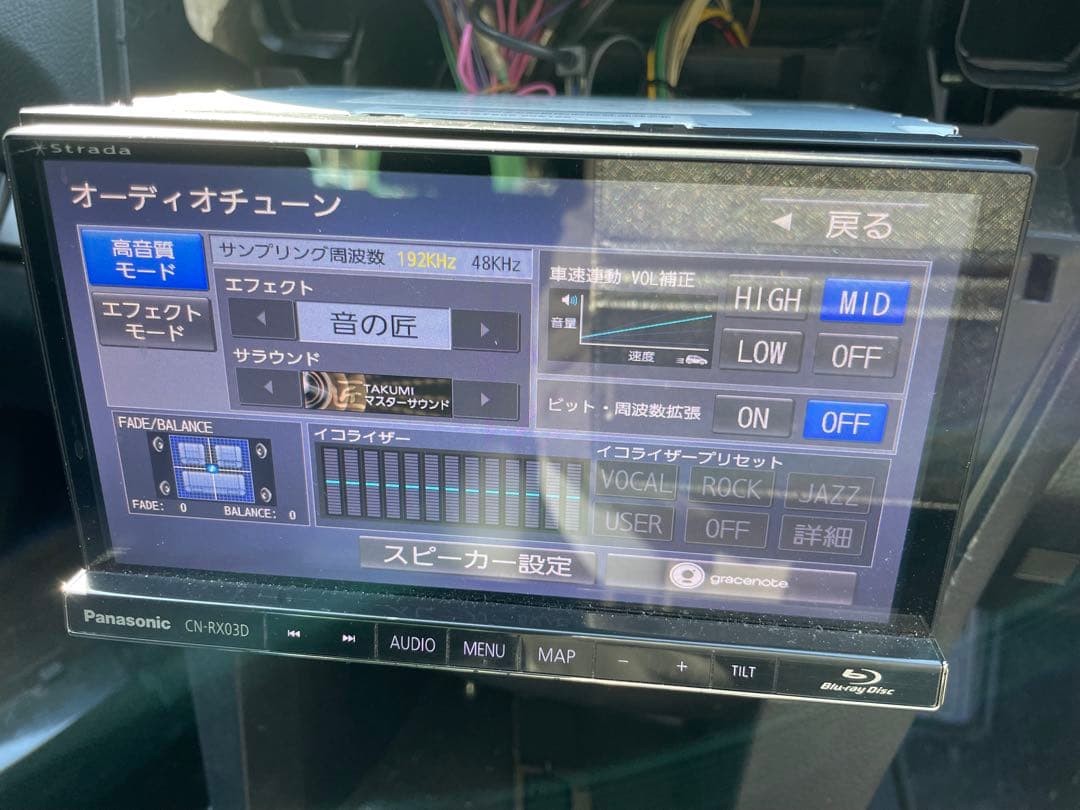 Strada
オーディオチューン
戻る
高音質
モード
エフェクト
モード
サンプリング周波数 192KHz 48KHz
エフェクト
音の匠
サラウンド
匠 TAKUMI
マスターサウンド
車速連動 VOL補正
音量
速度
HIGH MID
LOW OFF
ビット・周波数拡張 ON OFF
FADE/BALANCE
FADE: 0 BALANCE: 0
イコライザー
イコライザープリセット
VOCAL ROCK JAZZ
USER OFF 詳細
スピーカー設定
gracenote
Panasonic CN-RX03D
AUDIO MENU MAP − + TILT
Blu-ray Disc